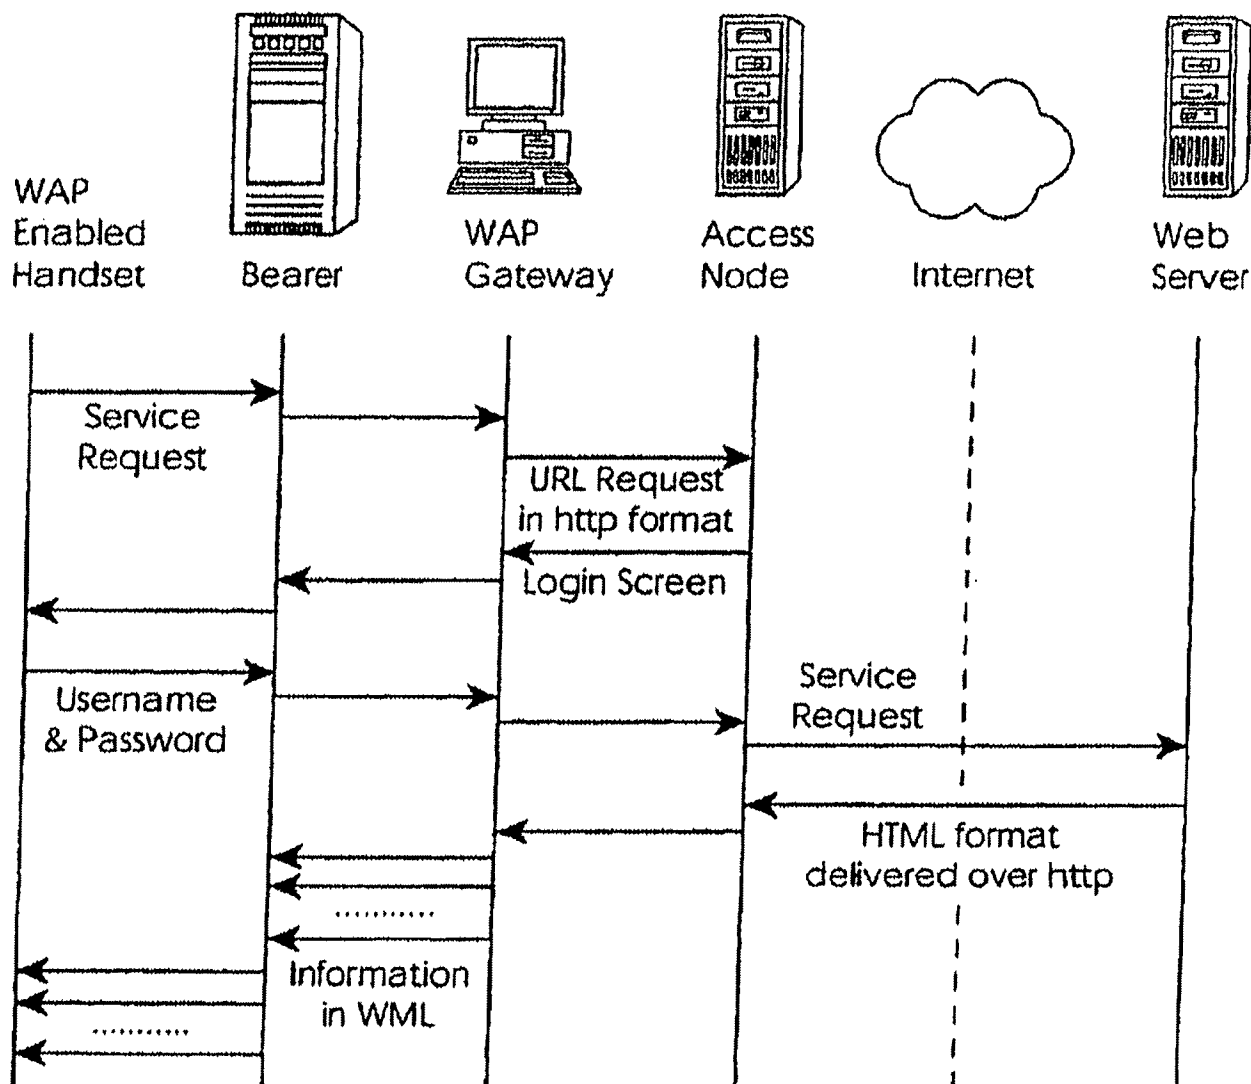 WAP
Enabled
Handset
Bearer
WAP
Gateway
Access
Node
Internet
Web
Server
Service
Request
URL Request
in http format
Login Screen
Username
& Password
Service
Request
HTML format
delivered over http
Information
in WML